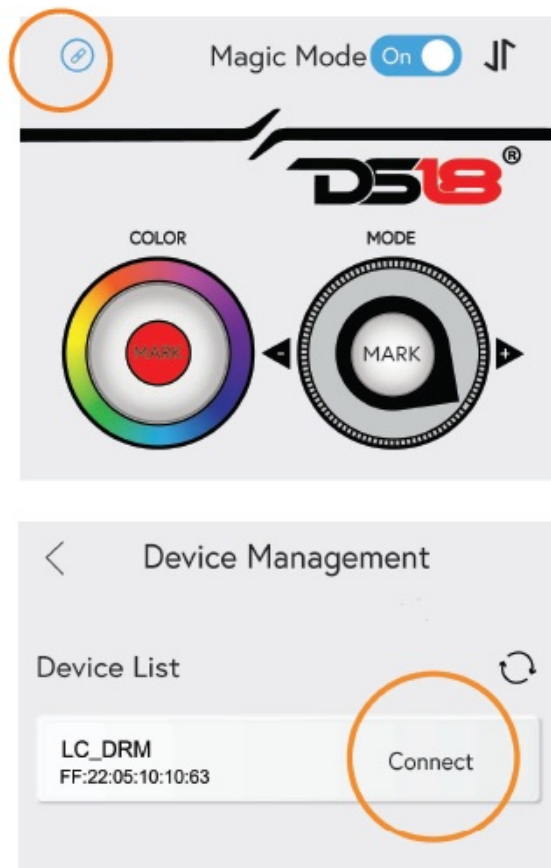 Magic Mode On
DS18®
COLOR MODE
MARK MARK
- +
Device Management
Device List
LC_DRM
FF:22:05:10:10:63
Connect